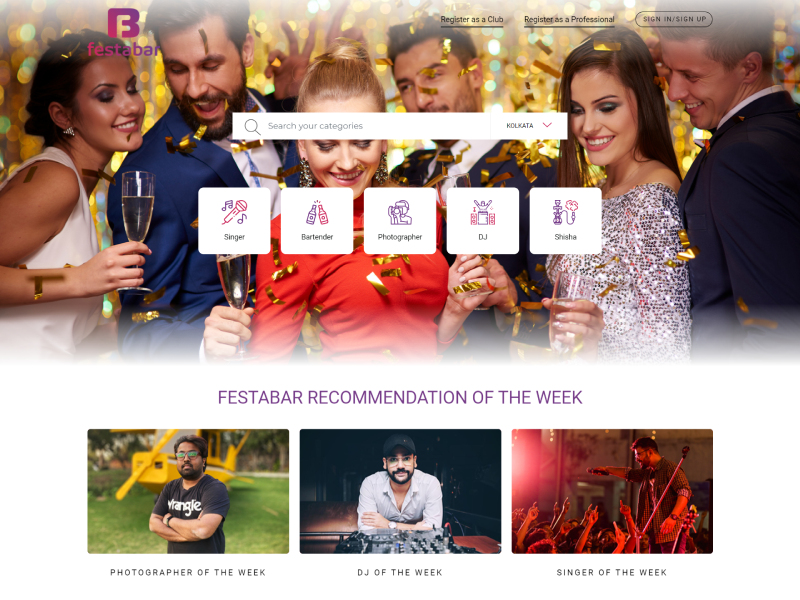 festabar
Register as a Club
Register as a Professional
SIGN IN/SIGN UP
Search your categories
KOLKATA
Singer
Bartender
Photographer
DJ
Shisha
FESTABAR RECOMMENDATION OF THE WEEK
Wrangler
PHOTOGRAPHER OF THE WEEK
DJ OF THE WEEK
SINGER OF THE WEEK